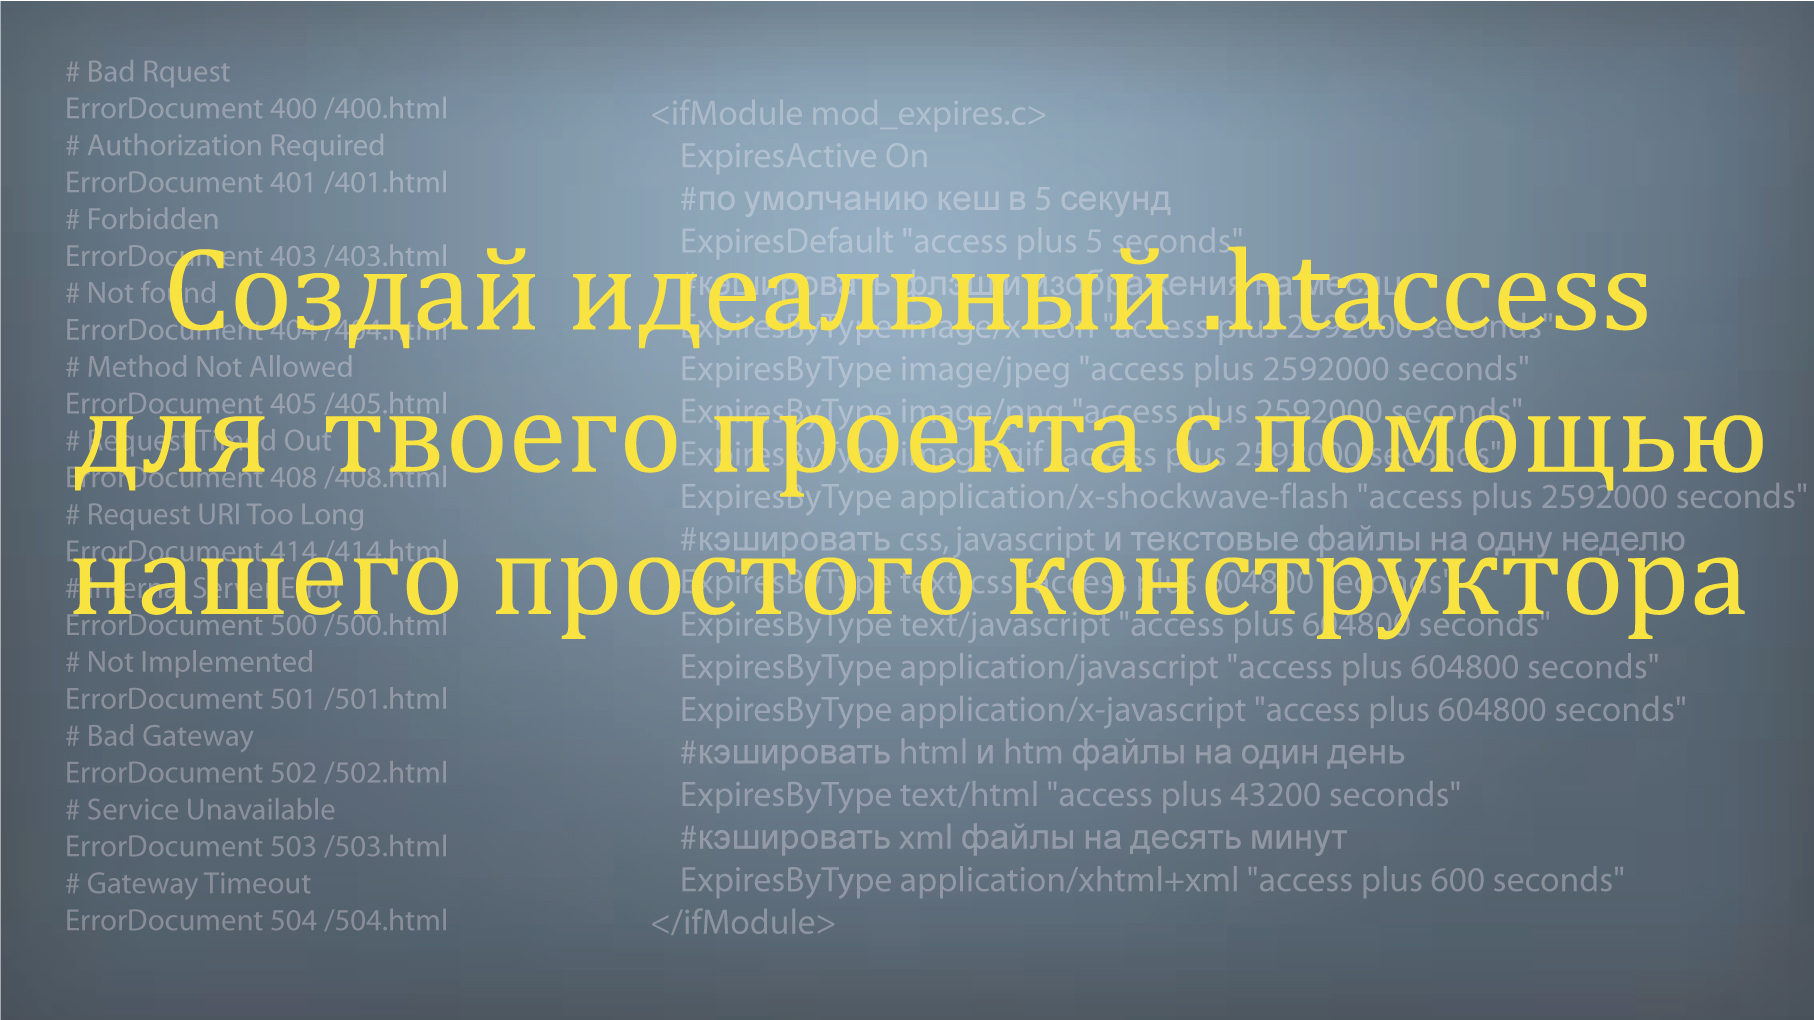 # Bad Rquest
ErrorDocument 400 /400.html
# Authorization Required
ErrorDocument 401 /401.html
# Forbidden
ErrorDocument 403 /403.html
# Not found
ErrorDocument 404 /404.html
# Method Not Allowed
ErrorDocument 405 /405.html
# Request Timed Out
ErrorDocument 408 /408.html
# Request URI Too Long
ErrorDocument 414 /414.html
# Internal Server Error
ErrorDocument 500 /500.html
# Not Implemented
ErrorDocument 501 /501.html
# Bad Gateway
ErrorDocument 502 /502.html
# Service Unavailable
ErrorDocument 503 /503.html
# Gateway Timeout
ErrorDocument 504 /504.html
<ifModule mod_expires.c>
ExpiresActive On
#по умолчанию кеш в 5 секунд
ExpiresDefault "access plus 5 seconds"
#кэшировать флэш и изображения на месяц
ExpiresByType image/x-icon "access plus 2592000 seconds"
ExpiresByType image/jpeg "access plus 2592000 seconds"
ExpiresByType image/png "access plus 2592000 seconds"
ExpiresByType image/gif "access plus 2592000 seconds"
ExpiresByType application/x-shockwave-flash "access plus 2592000 seconds"
#кэшировать css, javascript и текстовые файлы на одну неделю
ExpiresByType text/css "access plus 604800 seconds"
ExpiresByType text/javascript "access plus 604800 seconds"
ExpiresByType application/javascript "access plus 604800 seconds"
ExpiresByType application/x-javascript "access plus 604800 seconds"
#кэшировать html и htm файлы на один день
ExpiresByType text/html "access plus 43200 seconds"
#кэшировать xml файлы на десять минут
ExpiresByType application/xhtml+xml "access plus 600 seconds"
</ifModule>
Создай идеальный .htaccess
для твоего проекта с помощью
нашего простого конструктора